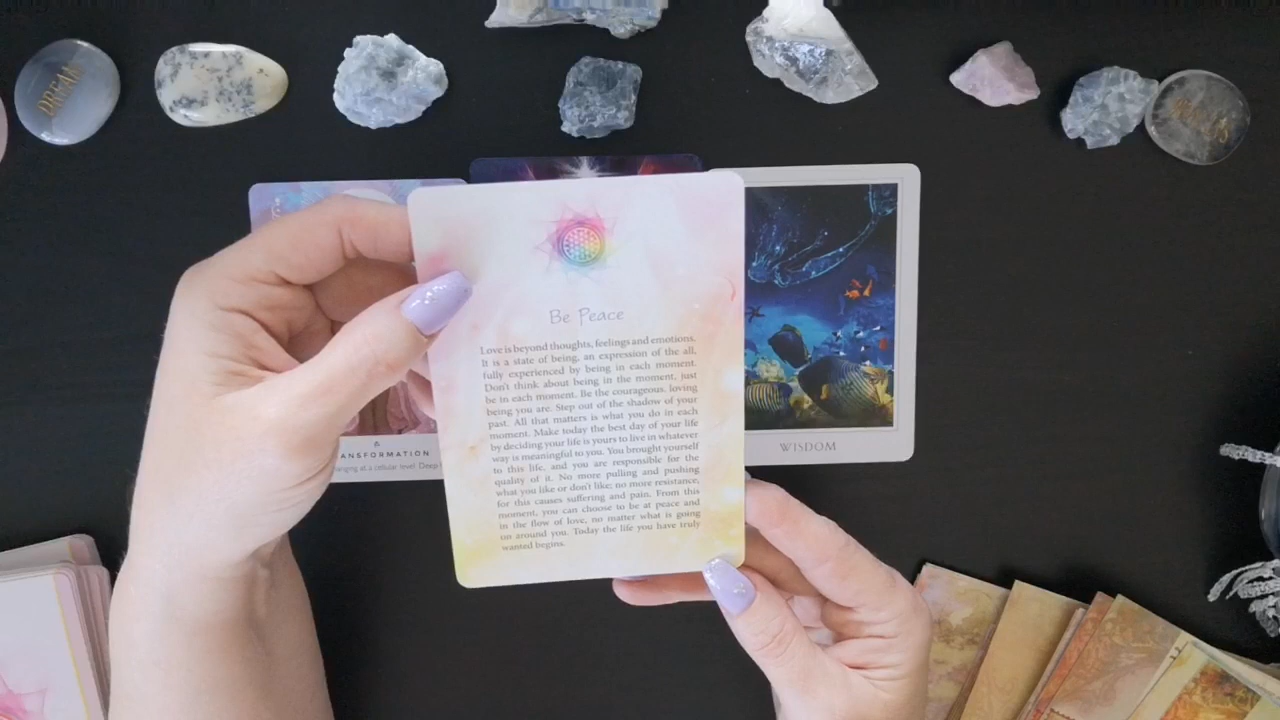 DREAM
Be Peace
Love is beyond thoughts, feelings and emotions.
It is a state of being, an expression of the all,
fully experienced by being in each moment.
Don't think about being in the moment, just
be in each moment. Be the courageous, loving
being you are. Step out of the shadow of your
past. All that matters is what you do in each
moment. Make today the best day of your life
by deciding your life is yours to live in whatever
way is meaningful to you. You brought yourself
to this life, and you are responsible for the
quality of it. No more pulling and pushing
what you like or don't like; no more resistance,
for this causes suffering and pain. From this
moment, you can choose to be at peace and
in the flow of love, no matter what is going
on around you. Today the life you have truly
wanted begins.
ANSFORMATION
anging at a cellular level. Deep
WISDOM